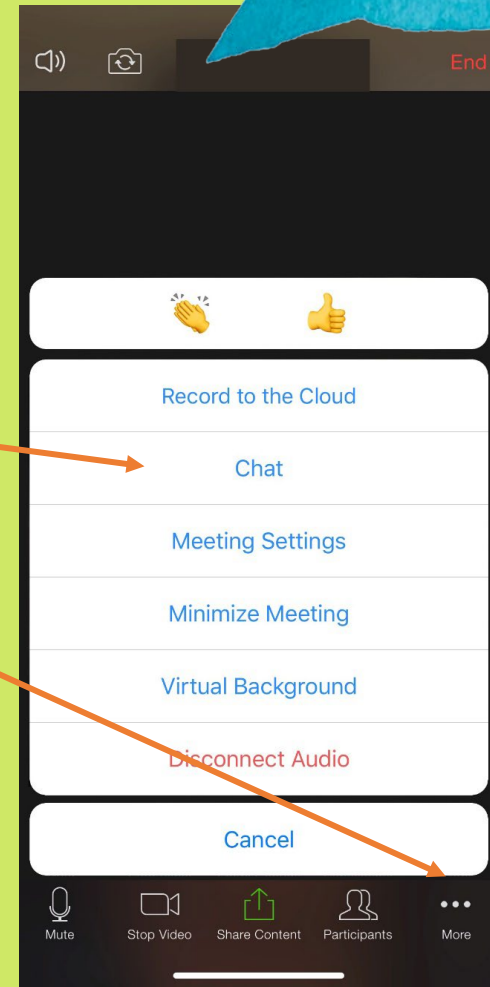 End
Record to the Cloud
Chat
Meeting Settings
Minimize Meeting
Virtual Background
Disconnect Audio
Cancel
Mute Stop Video Share Content Participants More